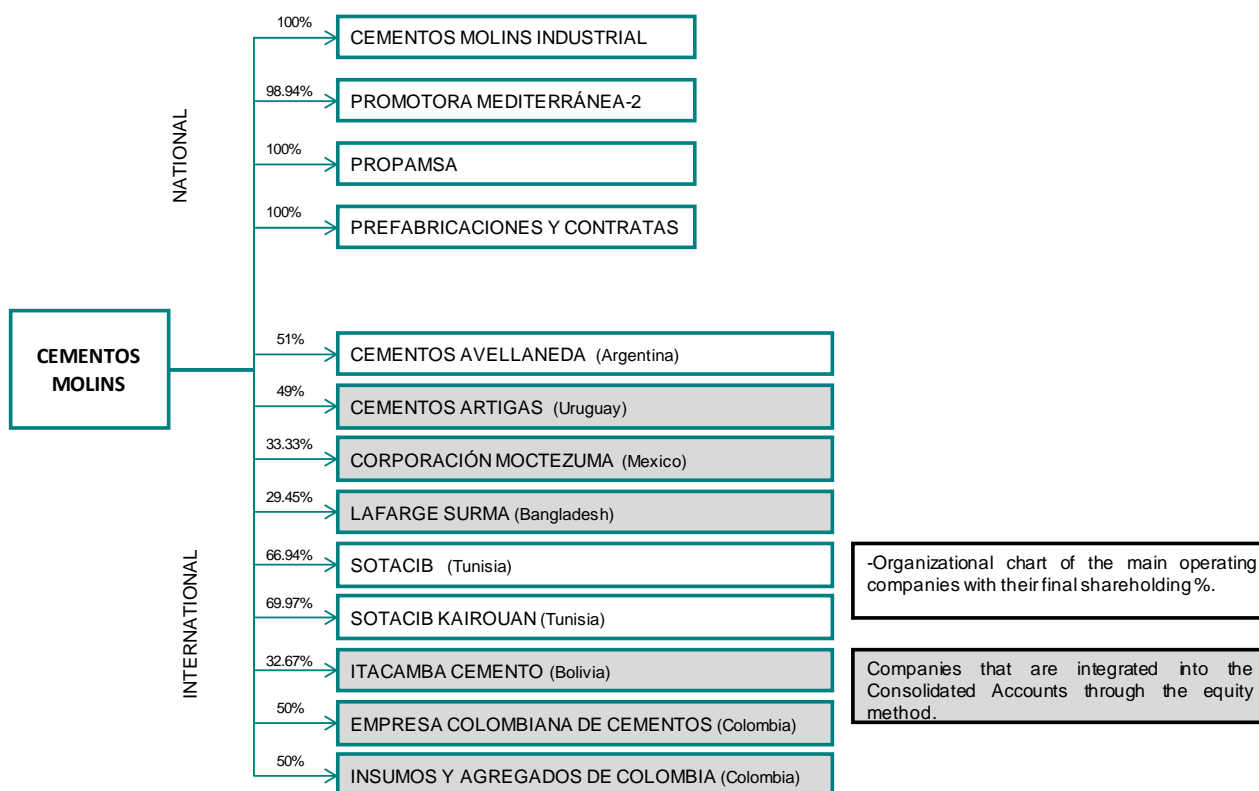 100%
CEMENTOS MOLINS INDUSTRIAL
98.94%
PROMOTORA MEDITERRÁNEA-2
NATIONAL
100%
PROPAMSA
100%
PREFABRICACIONES Y CONTRATAS
CEMENTOS
MOLINS
51%
CEMENTOS AVELLANEDA (Argentina)
49%
CEMENTOS ARTIGAS (Uruguay)
33.33%
CORPORACIÓN MOCTEZUMA (Mexico)
29.45%
LAFARGE SURMA (Bangladesh)
INTERNATIONAL
66.94%
SOTACIB (Tunisia)
69.97%
SOTACIB KAIROUAN (Tunisia)
32.67%
ITACAMBA CEMENTO (Bolivia)
50%
EMPRESA COLOMBIANA DE CEMENTOS (Colombia)
50%
INSUMOS Y AGREGADOS DE COLOMBIA (Colombia)
-Organizational chart of the main operating
companies with their final shareholding %.
Companies that are integrated into the
Consolidated Accounts through the equity
method.